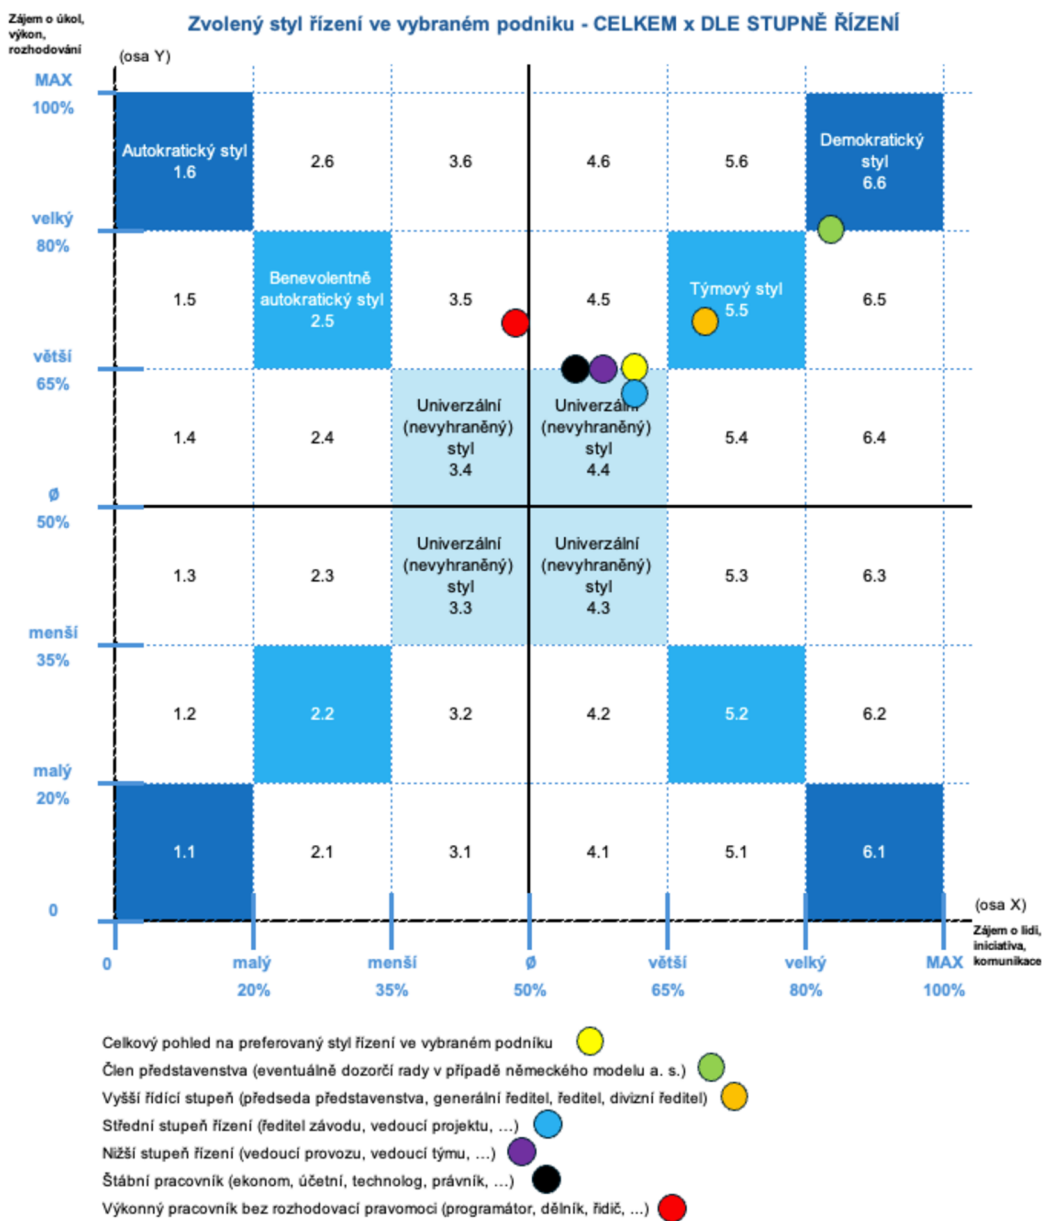 Zájem o úkol,
výkon,
rozhodování
Zvolený styl řízení ve vybraném podniku - CELKEM x DLE STUPNĚ ŘÍZENÍ
(osa Y)
MAX
100%
Autokratický styl
1.6
2.6
3.6
4.6
5.6
Demokratický
styl
6.6
velký
80%
1.5
Benevolentně
autokratický styl
2.5
3.5
4.5
Týmový styl
5.5
6.5
větší
65%
1.4
2.4
Univerzální
(nevyhraněný)
styl
3.4
Univerzální
(nevyhraněný)
styl
4.4
5.4
6.4
Ø
50%
1.3
2.3
Univerzální
(nevyhraněný)
styl
3.3
Univerzální
(nevyhraněný)
styl
4.3
5.3
6.3
menší
35%
1.2
2.2
3.2
4.2
5.2
6.2
malý
20%
1.1
2.1
3.1
4.1
5.1
6.1
0
(osa X)
Zájem o lidi,
iniciativa,
komunikace
0
malý
20%
menší
35%
Ø
50%
větší
65%
velký
80%
MAX
100%
Celkový pohled na preferovaný styl řízení ve vybraném podníku
Člen představenstva (eventuálně dozorčí rady v případě německého modelu a. s.)
Vyšší řídící stupeň (předseda představenstva, generální ředitel, ředitel, divizní ředitel)
Střední stupeň řízení (ředitel závodu, vedoucí projektu, ...)
Nižší stupeň řízení (vedoucí provozu, vedoucí týmu, ...)
Štábní pracovník (ekonom, účetní, technolog, právník, ...)
Výkonný pracovník bez rozhodovací pravomoci (programátor, dělník, řidič, ...)